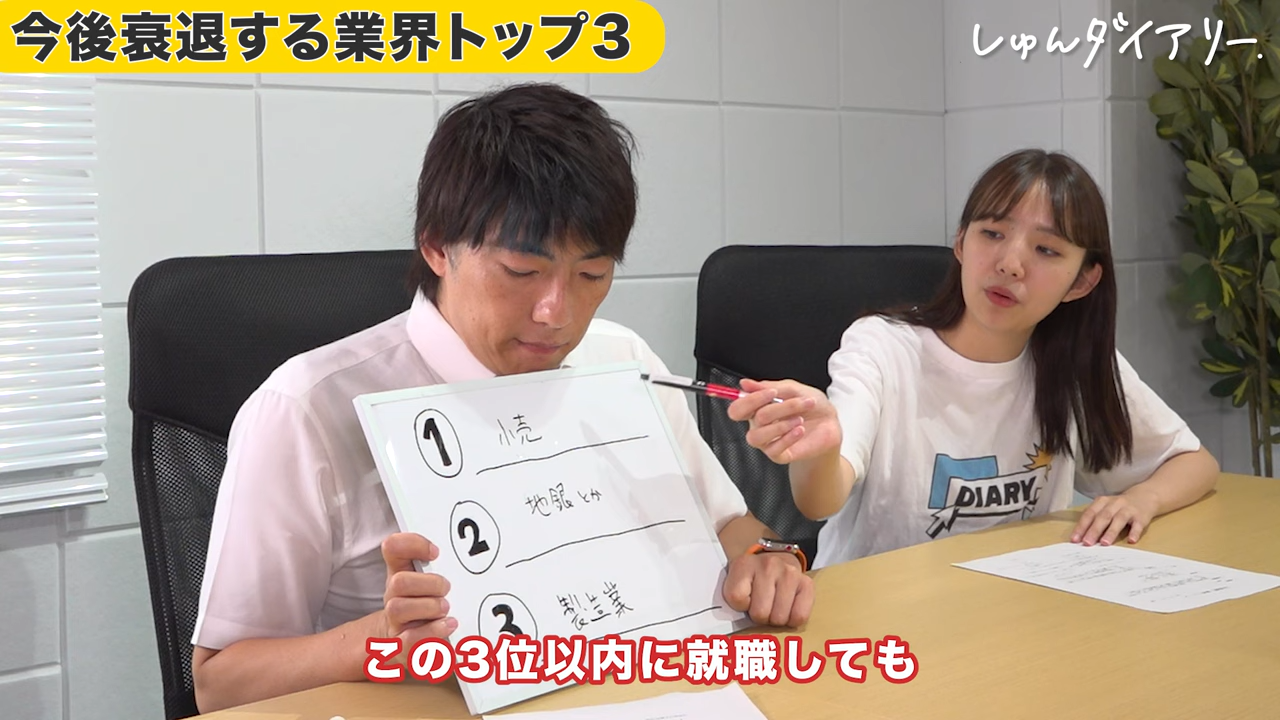 今後衰退する業界トップ3
しゅんダイアリー.
1 小売
2 地銀とか
3 製造業
DIARY
この3位以内に就職しても